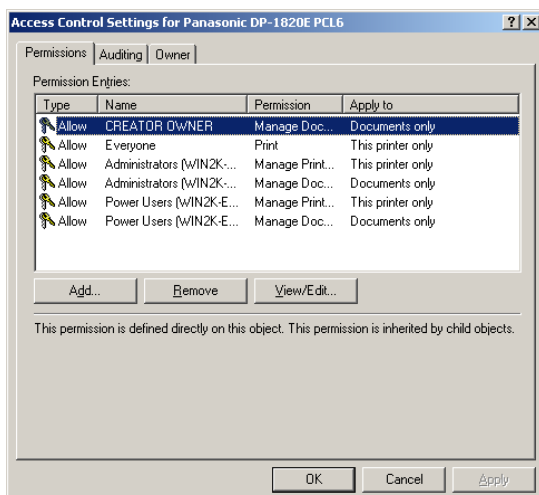 Access Control Settings for Panasonic DP-1820E PCL6
Permissions Auditing Owner
Permission Entries:
Type Name Permission Apply to
Allow CREATOR OWNER Manage Doc... Documents only
Allow Everyone Print This printer only
Allow Administrators (WIN2K-... Manage Print... This printer only
Allow Administrators (WIN2K-... Manage Doc... Documents only
Allow Power Users (WIN2K-E... Manage Print... This printer only
Allow Power Users (WIN2K-E... Manage Doc... Documents only
Add... Remove View/Edit...
This permission is defined directly on this object. This permission is inherited by child objects.
OK Cancel Apply